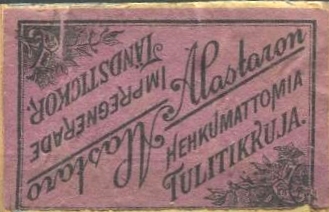 Alastaron
HEHKUMATTOMIA
TULITIKKUJA.
Alastaro
IMPREGNERADE
TÄNDSTICKOR.